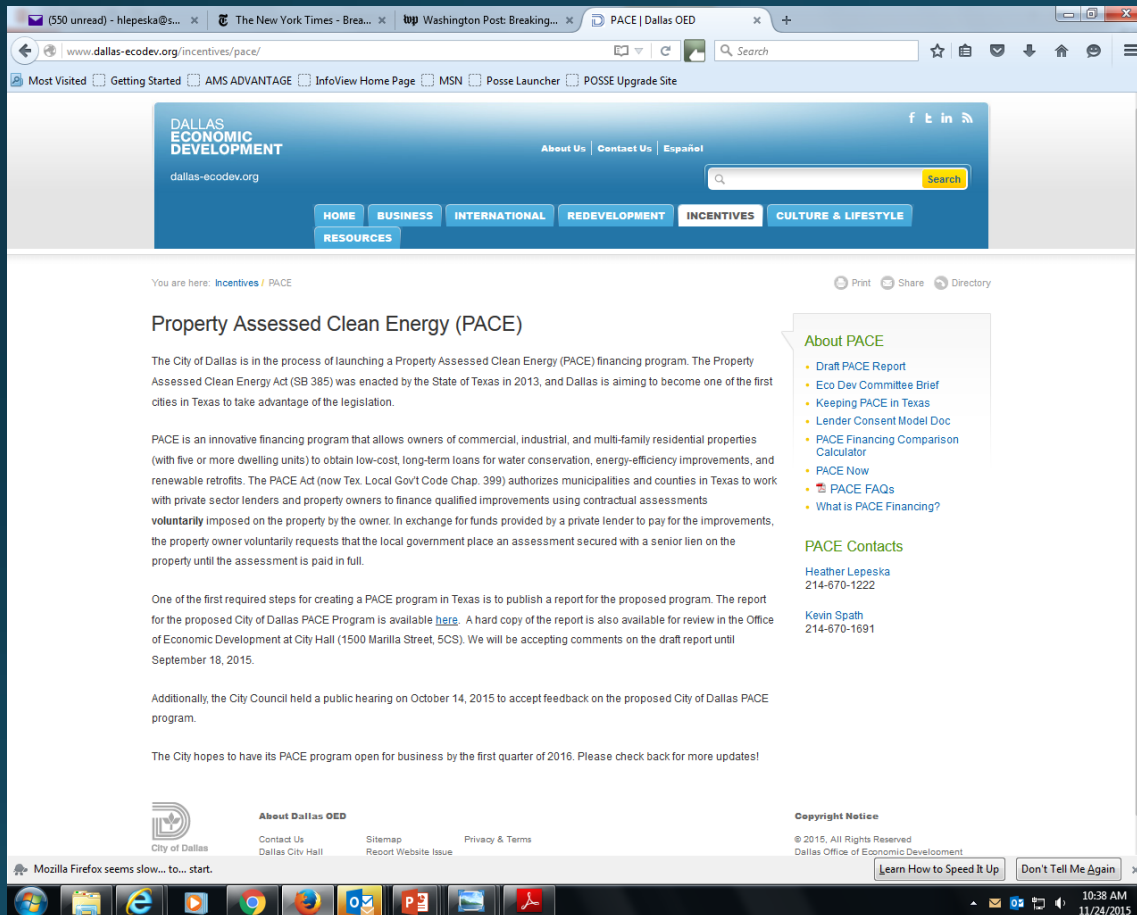 (550 unread) - hlepeska@s...
The New York Times - Brea...
Washington Post: Breaking...
PACE | Dallas OED
www.dallas-ecodev.org/incentives/pace/
Search
Most Visited Getting Started AMS ADVANTAGE InfoView Home Page MSN Posse Launcher POSSE Upgrade Site
DALLAS
ECONOMIC
DEVELOPMENT
dallas-ecodev.org
About Us | Contact Us | Español
Search
HOME BUSINESS INTERNATIONAL REDEVELOPMENT INCENTIVES CULTURE & LIFESTYLE
RESOURCES
You are here: Incentives / PACE
Print Share Directory
Property Assessed Clean Energy (PACE)
The City of Dallas is in the process of launching a Property Assessed Clean Energy (PACE) financing program. The Property
Assessed Clean Energy Act (SB 385) was enacted by the State of Texas in 2013, and Dallas is aiming to become one of the first
cities in Texas to take advantage of the legislation.
PACE is an innovative financing program that allows owners of commercial, industrial, and multi-family residential properties
(with five or more dwelling units) to obtain low-cost, long-term loans for water conservation, energy-efficiency improvements, and
renewable retrofits. The PACE Act (now Tex. Local Gov't Code Chap. 399) authorizes municipalities and counties in Texas to work
with private sector lenders and property owners to finance qualified improvements using contractual assessments
voluntarily imposed on the property by the owner. In exchange for funds provided by a private lender to pay for the improvements,
the property owner voluntarily requests that the local government place an assessment secured with a senior lien on the
property until the assessment is paid in full.
One of the first required steps for creating a PACE program in Texas is to publish a report for the proposed program. The report
for the proposed City of Dallas PACE Program is available here. A hard copy of the report is also available for review in the Office
of Economic Development at City Hall (1500 Marilla Street, 5CS). We will be accepting comments on the draft report until
September 18, 2015.
Additionally, the City Council held a public hearing on October 14, 2015 to accept feedback on the proposed City of Dallas PACE
program.
The City hopes to have its PACE program open for business by the first quarter of 2016. Please check back for more updates!
About PACE
Draft PACE Report
Eco Dev Committee Brief
Keeping PACE in Texas
Lender Consent Model Doc
PACE Financing Comparison
Calculator
PACE Now
PACE FAQs
What is PACE Financing?
PACE Contacts
Heather Lepeska
214-670-1222
Kevin Spath
214-670-1691
City of Dallas
About Dallas OED
Contact Us Sitemap Privacy & Terms
Dallas City Hall Report Website Issue
Copyright Notice
© 2015, All Rights Reserved
Dallas Office of Economic Development
Mozilla Firefox seems slow... to... start.
Learn How to Speed It Up
Don't Tell Me Again
10:38 AM
11/24/2015